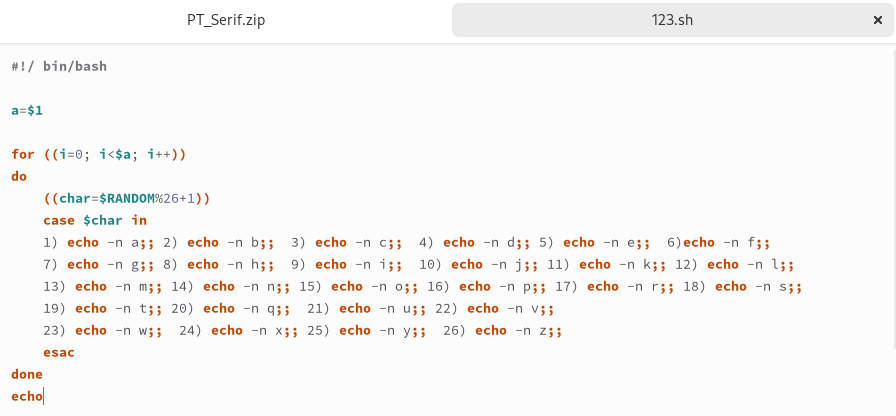 PT_Serif.zip 123.sh ×
#!/ bin/bash
a=$1
for ((i=0; i<$a; i++))
do
((char=$RANDOM%26+1))
case $char in
1) echo -n a;; 2) echo -n b;; 3) echo -n c;; 4) echo -n d;; 5) echo -n e;; 6)echo -n f;;
7) echo -n g;; 8) echo -n h;; 9) echo -n i;; 10) echo -n j;; 11) echo -n k;; 12) echo -n l;;
13) echo -n m;; 14) echo -n n;; 15) echo -n o;; 16) echo -n p;; 17) echo -n r;; 18) echo -n s;;
19) echo -n t;; 20) echo -n q;; 21) echo -n u;; 22) echo -n v;;
23) echo -n w;; 24) echo -n x;; 25) echo -n y;; 26) echo -n z;;
esac
done
echo